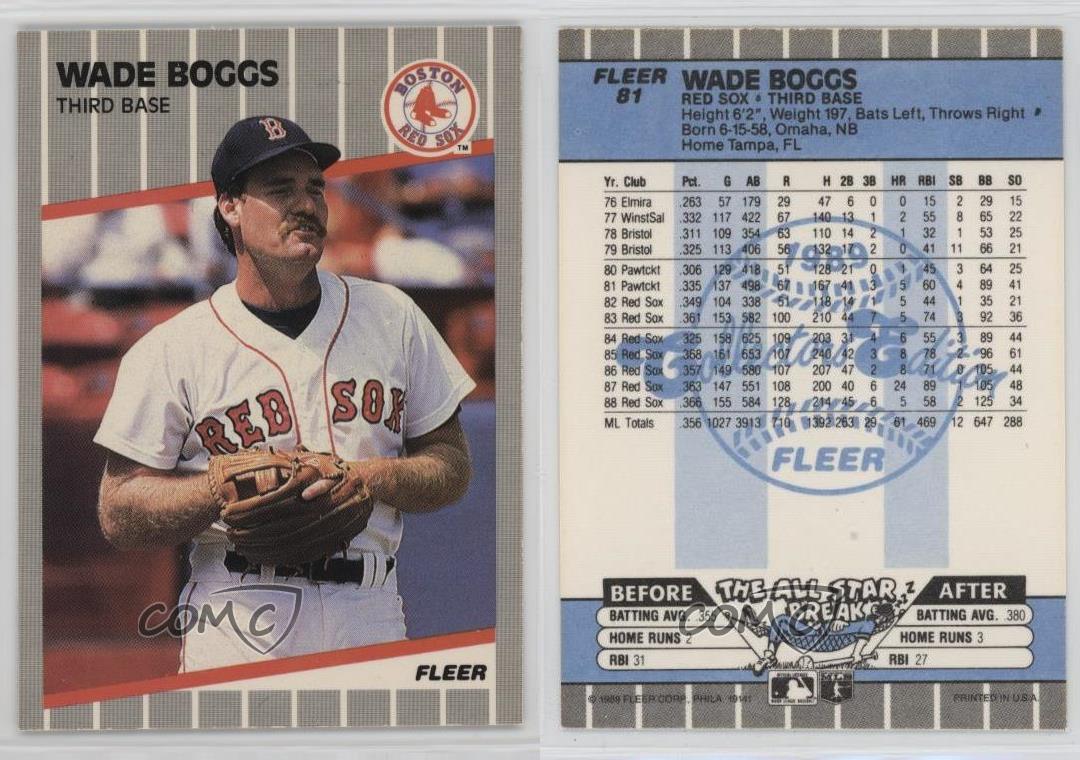 WADE BOGGS
THIRD BASE
BOSTON
RED SOX
TM
B
RED SOX
COMC
FLEER
FLEER
81
WADE BOGGS
RED SOX • THIRD BASE
Height 6'2", Weight 197, Bats Left, Throws Right
Born 6-15-58, Omaha, NB
Home Tampa, FL
Yr. Club Pct. G AB R H 2B 3B HR RBI SB BB SO
76 Elmira .263 57 179 29 47 6 0 0 15 2 29 15
77 WinstSal .332 117 422 67 140 13 1 2 55 8 65 22
78 Bristol .311 109 354 63 110 14 2 1 32 1 53 25
79 Bristol .325 113 406 56 132 17 2 0 41 11 66 21
80 Pawtckt .306 129 418 51 128 21 0 1 45 3 64 25
81 Pawtckt .335 137 498 67 167 41 3 5 60 4 89 41
82 Red Sox .349 104 338 51 118 14 1 5 44 1 35 21
83 Red Sox .361 153 582 100 210 44 7 5 74 3 92 36
84 Red Sox .325 158 625 109 203 31 4 6 55 3 89 44
85 Red Sox .368 161 653 107 240 42 3 8 78 2 96 61
86 Red Sox .357 149 580 107 207 47 2 8 71 0 105 44
87 Red Sox .363 147 551 108 200 40 6 24 89 1 105 48
88 Red Sox .366 155 584 128 214 45 6 5 58 2 125 34
ML Totals .356 1027 3913 710 1392 263 29 61 469 12 647 288
1989
Collectors' Edition
FLEER
BEFORE THE ALL STAR BREAK AFTER
BATTING AVG. .355 BATTING AVG. .380
HOME RUNS 2 HOME RUNS 3
RBI 31 RBI 27
COMC
© 1989 FLEER CORP., PHILA. 19141 PRINTED IN U.S.A.